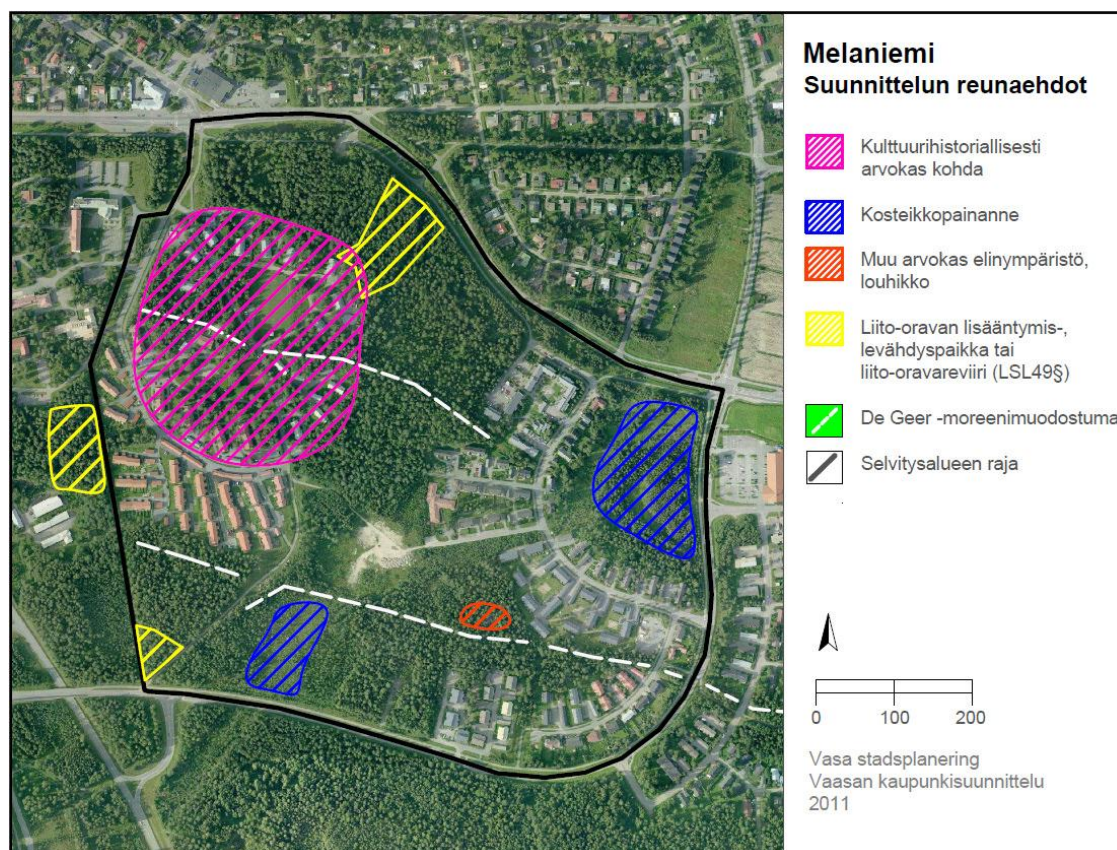 Melaniemi
Suunnittelun reunaehdot
Kulttuurihistoriallisesti
arvokas kohda
Kosteikkopainanne
Muu arvokas elinympäristö,
louhikko
Liito-oravan lisääntymis-,
levähdyspaikka tai
liito-oravareviiri (LSL49§)
De Geer -moreenimuodostuma
Selvitysalueen raja
0 100 200
Vasa stadsplanering
Vaasan kaupunkisuunnittelu
2011